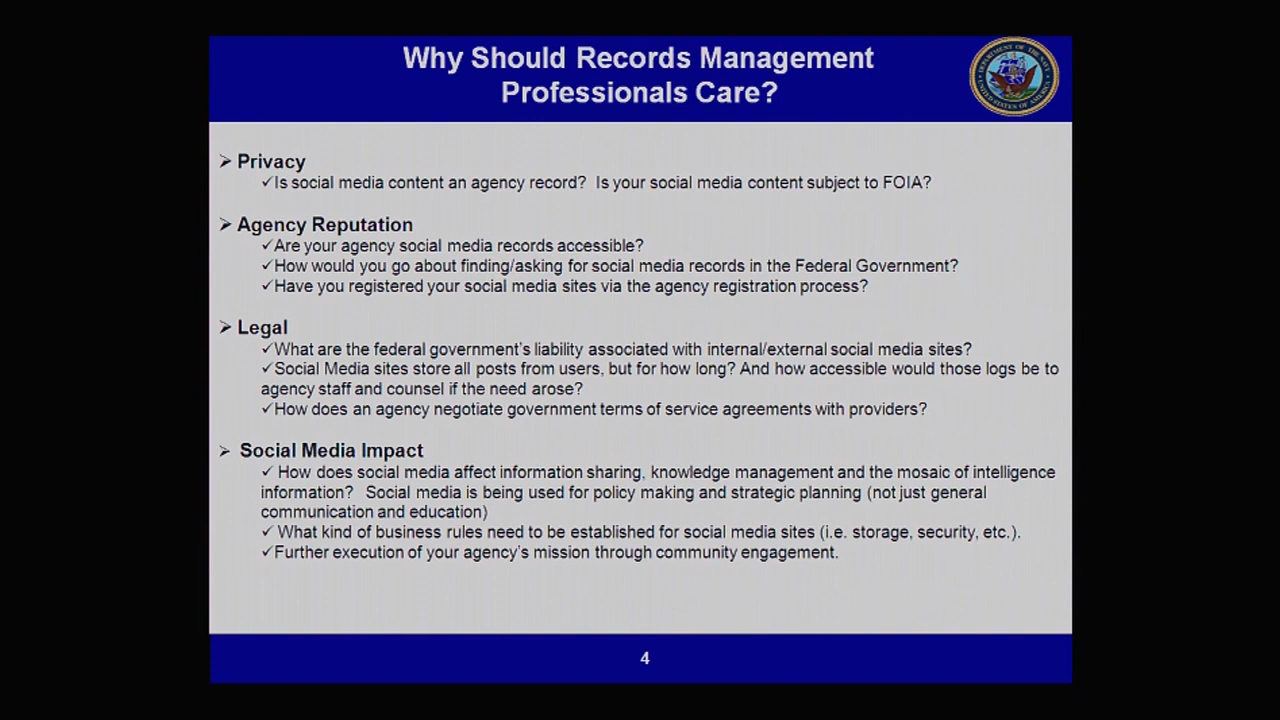 Why Should Records Management
Professionals Care?
DEPARTMENT OF THE NAVY
UNITED STATES OF AMERICA
➢ Privacy
✓Is social media content an agency record?  Is your social media content subject to FOIA?
➢ Agency Reputation
✓Are your agency social media records accessible?
✓How would you go about finding/asking for social media records in the Federal Government?
✓Have you registered your social media sites via the agency registration process?
➢ Legal
✓What are the federal government's liability associated with internal/external social media sites?
✓Social Media sites store all posts from users, but for how long? And how accessible would those logs be to
agency staff and counsel if the need arose?
✓How does an agency negotiate government terms of service agreements with providers?
➢ Social Media Impact
✓ How does social media affect information sharing, knowledge management and the mosaic of intelligence
information?   Social media is being used for policy making and strategic planning (not just general
communication and education)
✓ What kind of business rules need to be established for social media sites (i.e. storage, security, etc.).
✓Further execution of your agency's mission through community engagement.
4